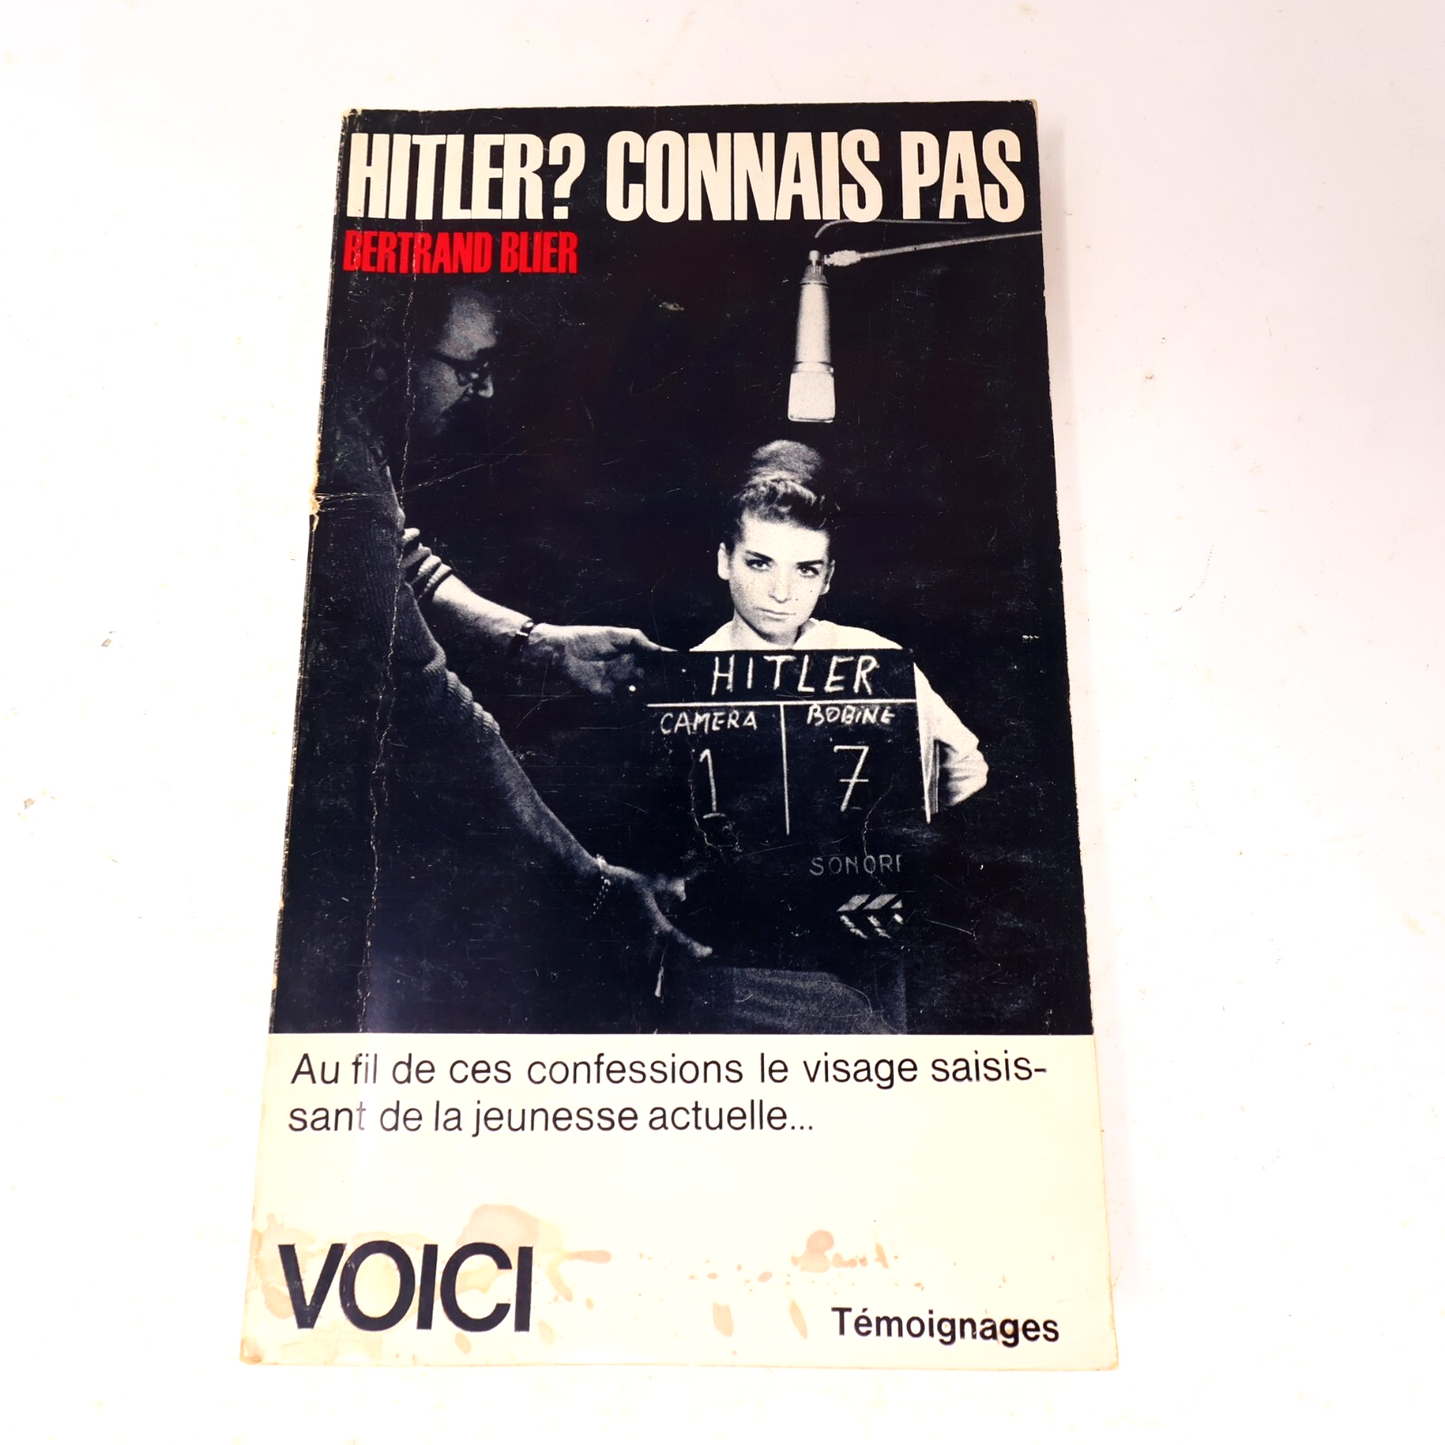 HITLER? CONNAIS PAS
BERTRAND BLIER
HITLER
CAMERA
BOBINE
1
7
SONORE
Au fil de ces confessions le visage saisis-
sant de la jeunesse actuelle...
VOICI
Témoignages